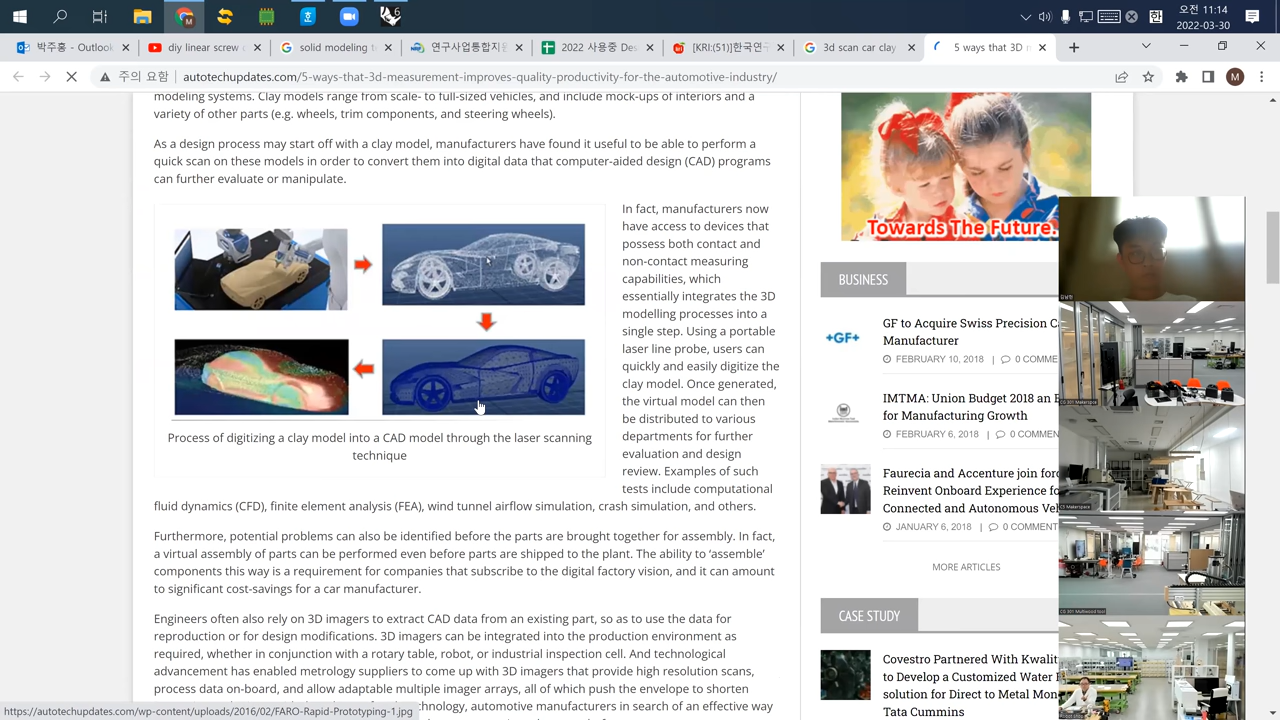 6
오전 11:14
2022-03-30
한
박주홍 - Outlook
diy linear screw
solid modeling t
연구사업통합지원
2022 사용중 Des
[KRI:(51)]한국연구
3d scan car clay
5 ways that 3D m
주의 요함
autotechupdates.com/5-ways-that-3d-measurement-improves-quality-productivity-for-the-automotive-industry/
M
modeling systems. Clay models range from scale- to full-sized vehicles, and include mock-ups of interiors and a
variety of other parts (e.g. wheels, trim components, and steering wheels).
As a design process may start off with a clay model, manufacturers have found it useful to be able to perform a
quick scan on these models in order to convert them into digital data that computer-aided design (CAD) programs
can further evaluate or manipulate.
In fact, manufacturers now
have access to devices that
possess both contact and
non-contact measuring
capabilities, which
essentially integrates the 3D
modelling processes into a
single step. Using a portable
laser line probe, users can
quickly and easily digitize the
clay model. Once generated,
the virtual model can then
be distributed to various
departments for further
evaluation and design
review. Examples of such
tests include computational
Process of digitizing a clay model into a CAD model through the laser scanning
technique
fluid dynamics (CFD), finite element analysis (FEA), wind tunnel airflow simulation, crash simulation, and others.
Furthermore, potential problems can also be identified before the parts are brought together for assembly. In fact,
a virtual assembly of parts can be performed even before parts are shipped to the plant. The ability to 'assemble'
components this way is a requirement for companies that subscribe to the digital factory vision, and it can amount
to significant cost-savings for a car manufacturer.
Engineers often also rely on 3D imagers to extract CAD data from an existing part, so as to use the data for
reproduction or for design modifications. 3D imagers can be integrated into the production environment as
required, whether in conjunction with a rotary table, robot, or industrial inspection cell. And technological
advancement has enabled metrology suppliers to come up with 3D imagers that provide high resolution scans,
process data on-board, and allow adaptable multiple imager arrays, all of which push the envelope to shorten
hnology, automotive manufacturers in search of an effective way
https://autotechupdates.com/wp-content/uploads/2016/02/FARO-Rapid-Prototyping-1.jpg
Towards The Future.
BUSINESS
+GF+
GF to Acquire Swiss Precision C
Manufacturer
FEBRUARY 10, 2018 | 0 COMME
IMTMA: Union Budget 2018 an E
for Manufacturing Growth
FEBRUARY 6, 2018 | 0 COMMEN
Faurecia and Accenture join forc
Reinvent Onboard Experience fo
Connected and Autonomous Veh
JANUARY 6, 2018 | 0 COMMENT
MORE ARTICLES
CASE STUDY
Covestro Partnered With Kwalit
to Develop a Customized Water
solution for Direct to Metal Mon
Tata Cummins